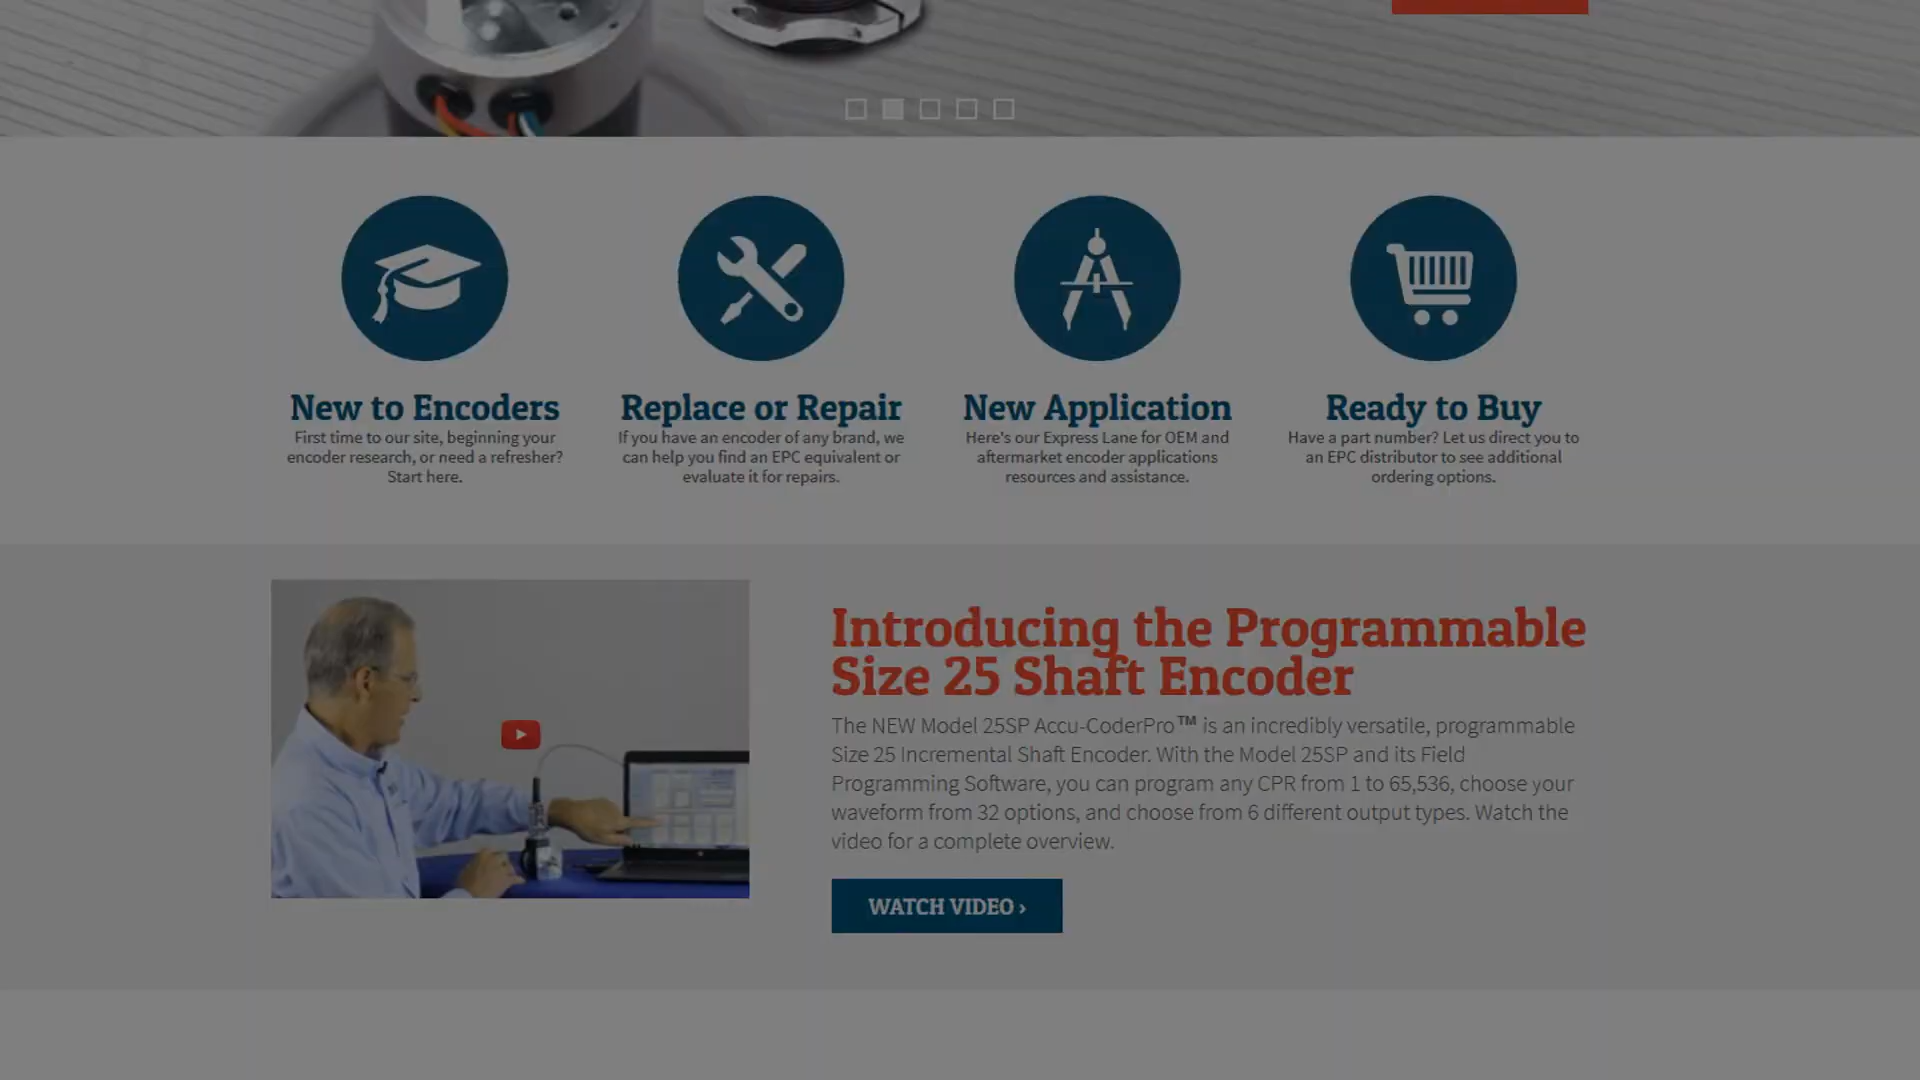 New to Encoders
First time to our site, beginning your
encoder research, or need a refresher?
Start here.
Replace or Repair
If you have an encoder of any brand, we
can help you find an EPC equivalent or
evaluate it for repairs.
New Application
Here's our Express Lane for OEM and
aftermarket encoder applications
resources and assistance.
Ready to Buy
Have a part number? Let us direct you to
an EPC distributor to see additional
ordering options.
Introducing the Programmable
Size 25 Shaft Encoder
The NEW Model 25SP Accu-CoderPro™ is an incredibly versatile, programmable
Size 25 Incremental Shaft Encoder. With the Model 25SP and its Field
Programming Software, you can program any CPR from 1 to 65,536, choose your
waveform from 32 options, and choose from 6 different output types. Watch the
video for a complete overview.
WATCH VIDEO ›